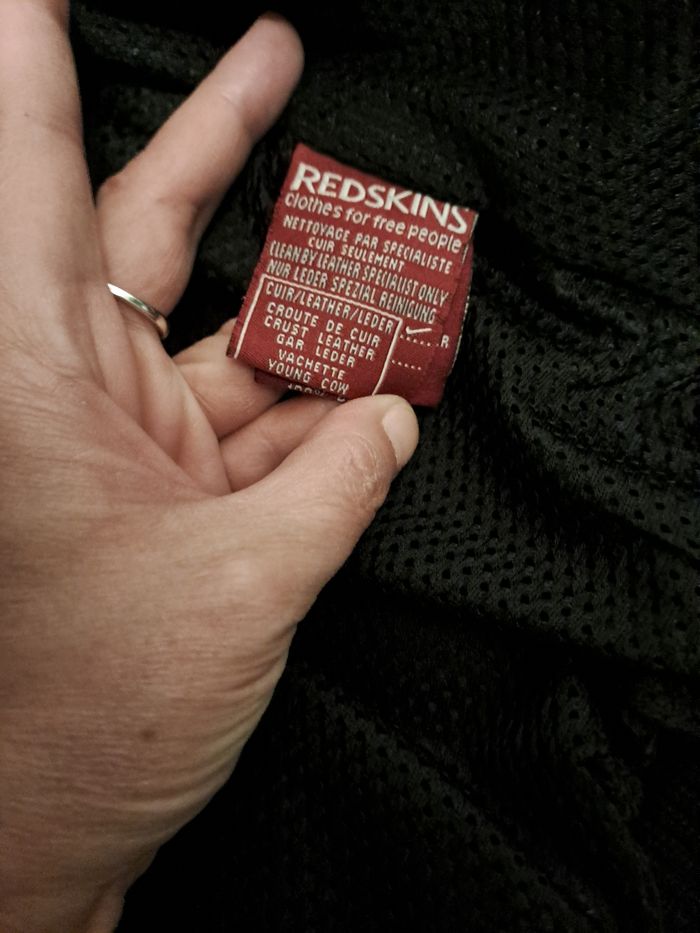 REDSKINS
clothes for free people
NETTOYAGE PAR SPECIALISTE
CUIR SEULEMENT
CLEAN BY LEATHER SPECIALIST ONLY
NUR LEDER SPEZIAL REINIGUNG
CUIR/LEATHER/LEDER
CROUTE DE CUIR
CRUST LEATHER
GAR LEDER
VACHETTE
YOUNG COW